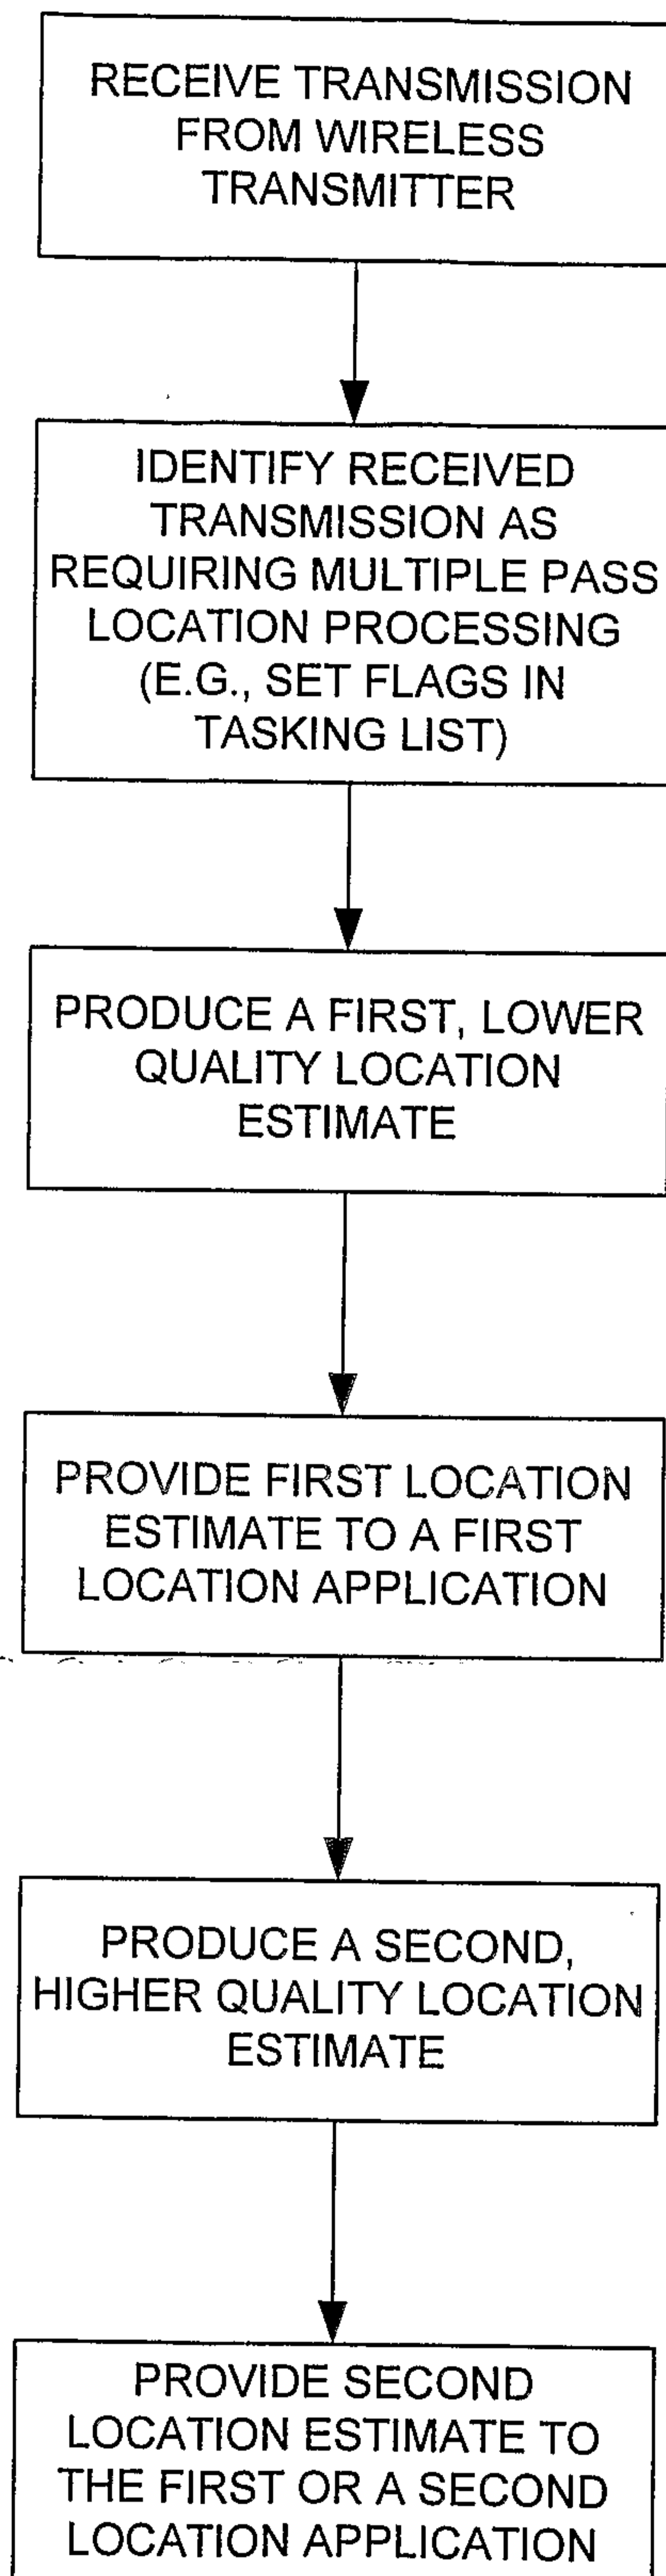 RECEIVE TRANSMISSION
FROM WIRELESS
TRANSMITTER
IDENTIFY RECEIVED
TRANSMISSION AS
REQUIRING MULTIPLE PASS
LOCATION PROCESSING
(E.G., SET FLAGS IN
TASKING LIST)
PRODUCE A FIRST, LOWER
QUALITY LOCATION
ESTIMATE
PROVIDE FIRST LOCATION
ESTIMATE TO A FIRST
LOCATION APPLICATION
PRODUCE A SECOND,
HIGHER QUALITY LOCATION
ESTIMATE
PROVIDE SECOND
LOCATION ESTIMATE TO
THE FIRST OR A SECOND
LOCATION APPLICATION